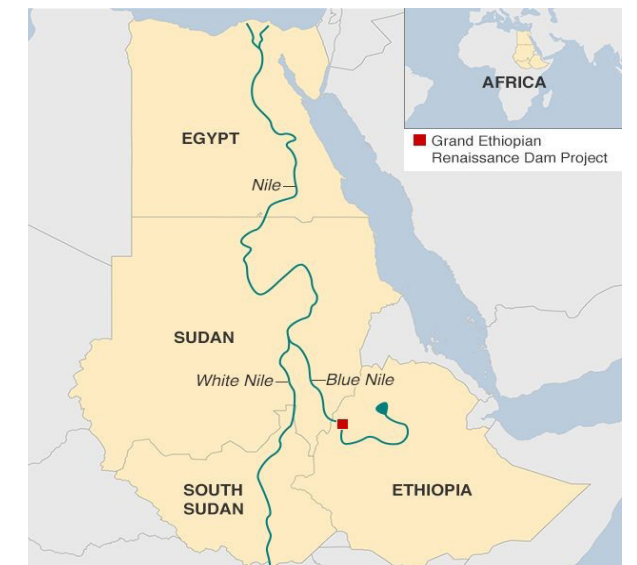 AFRICA
Grand Ethiopian
Renaissance Dam Project
EGYPT
Nile
SUDAN
White Nile
Blue Nile
SOUTH
SUDAN
ETHIOPIA